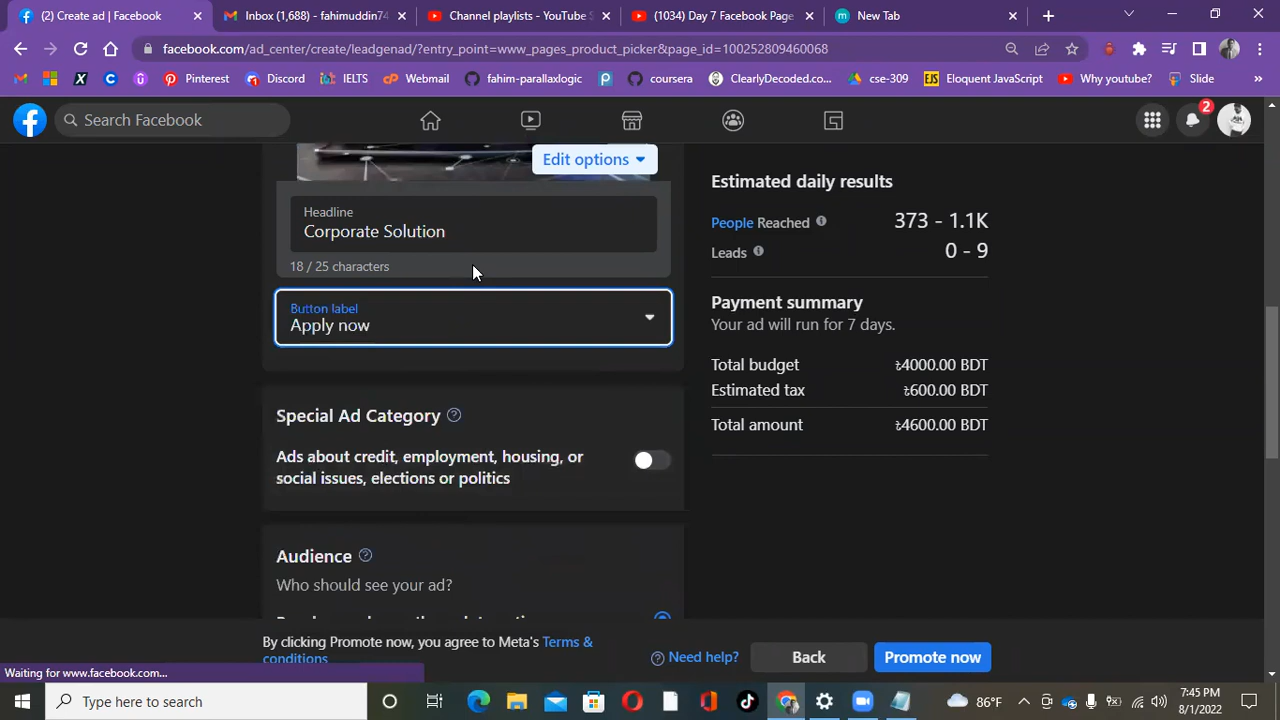 (2) Create ad | Facebook
Inbox (1,688) - fahimuddin74
Channel playlists - YouTube S
(1034) Day 7 Facebook Page
New Tab
facebook.com/ad_center/create/leadgenad/?entry_point=www_pages_product_picker&page_id=100252809460068
Pinterest
Discord
IELTS
Webmail
fahim-parallaxlogic
coursera
ClearlyDecoded.co...
cse-309
EJS
Eloquent JavaScript
Why youtube?
Slide
Search Facebook
2
Edit options
Headline
Corporate Solution
18 / 25 characters
Button label
Apply now
Special Ad Category
Ads about credit, employment, housing, or
social issues, elections or politics
Audience
Who should see your ad?
Estimated daily results
People Reached 373 - 1.1K
Leads 0 - 9
Payment summary
Your ad will run for 7 days.
Total budget ৳4000.00 BDT
Estimated tax ৳600.00 BDT
Total amount ৳4600.00 BDT
By clicking Promote now, you agree to Meta's Terms &
conditions
Need help?
Back
Promote now
Waiting for www.facebook.com...
Type here to search
86°F
7:45 PM
8/1/2022